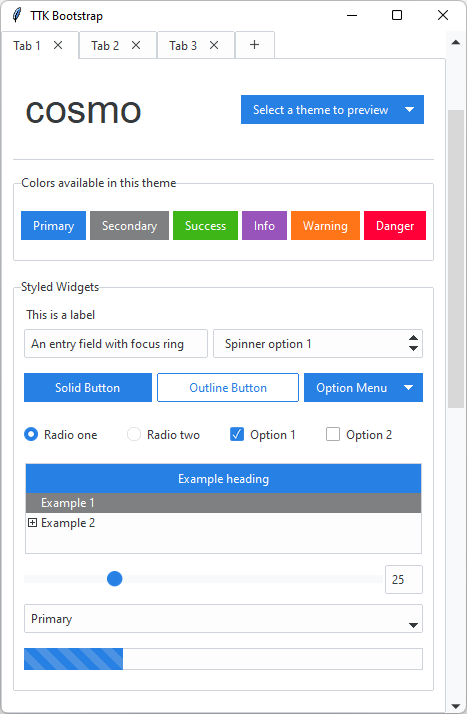 TTK Bootstrap
Tab 1 Tab 2 Tab 3
cosmo
Select a theme to preview
Colors available in this theme
Primary Secondary Success Info Warning Danger
Styled Widgets
This is a label
An entry field with focus ring Spinner option 1
Solid Button Outline Button Option Menu
Radio one Radio two Option 1 Option 2
Example heading
Example 1
Example 2
25
Primary